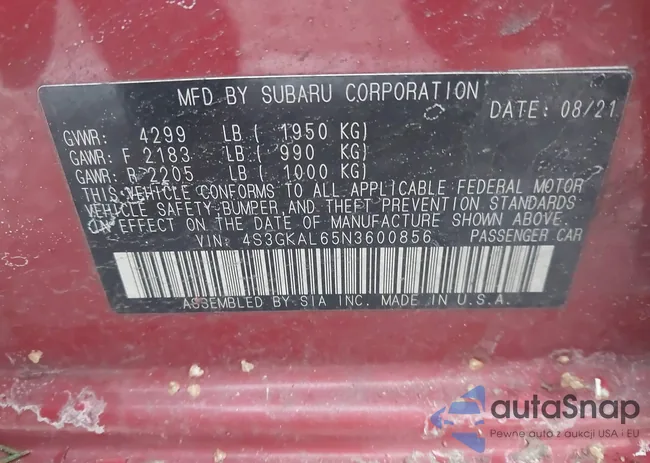 MFD BY SUBARU CORPORATION
DATE: 08/21
GVWR: 4299 LB ( 1950 KG)
GAWR: F 2183 LB ( 990 KG)
GAWR: R 2205 LB ( 1000 KG)
THIS VEHICLE CONFORMS TO ALL APPLICABLE FEDERAL MOTOR
VEHICLE SAFETY,BUMPER,AND THEFT PREVENTION STANDARDS
IN EFFECT ON THE DATE OF MANUFACTURE SHOWN ABOVE.
VIN: 4S3GKAL65N3600856 PASSENGER CAR
ASSEMBLED BY SIA INC. MADE IN U.S.A.
autaSnap
Pewne auta z aukcji USA i EU